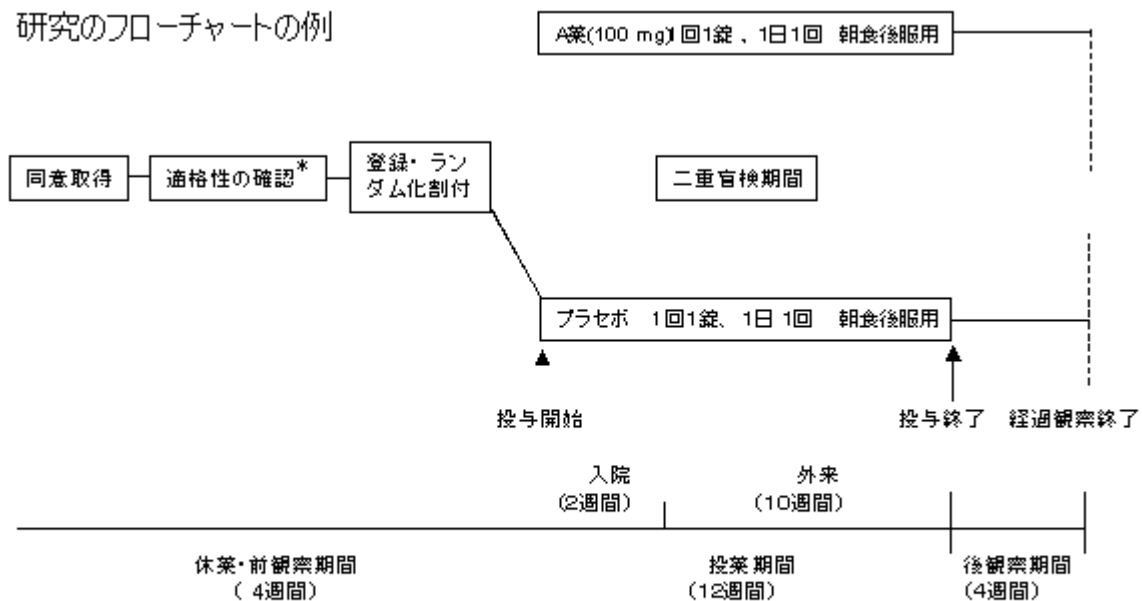 研究のフローチャートの例
A薬(100 mg)1回1錠 、1日1回 朝食後服用
同意取得
適格性の確認*
登録・ラン
ダム化割付
二重盲検期間
プラセボ 1回1錠、1日1回 朝食後服用
投与開始
投与終了
経過観察終了
入院
(2週間)
外来
(10週間)
休薬・前観察期間
( 4週間)
投薬期間
(12週間)
後観察期間
(4週間)